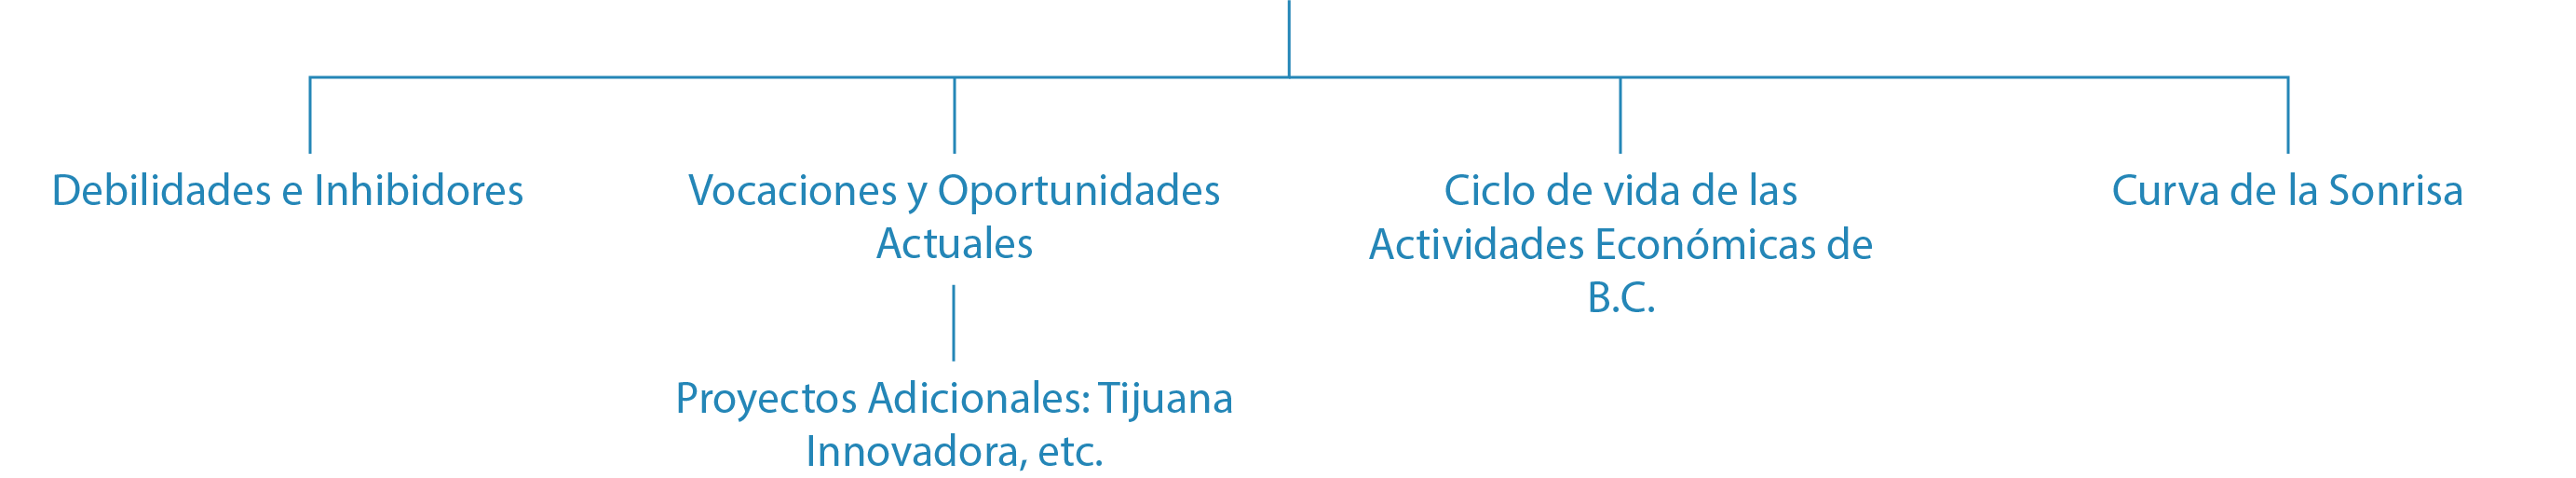 Debilidades e Inhibidores
Vocaciones y Oportunidades
Actuales
Proyectos Adicionales: Tijuana
Innovadora, etc.
Ciclo de vida de las
Actividades Económicas de
B.C.
Curva de la Sonrisa